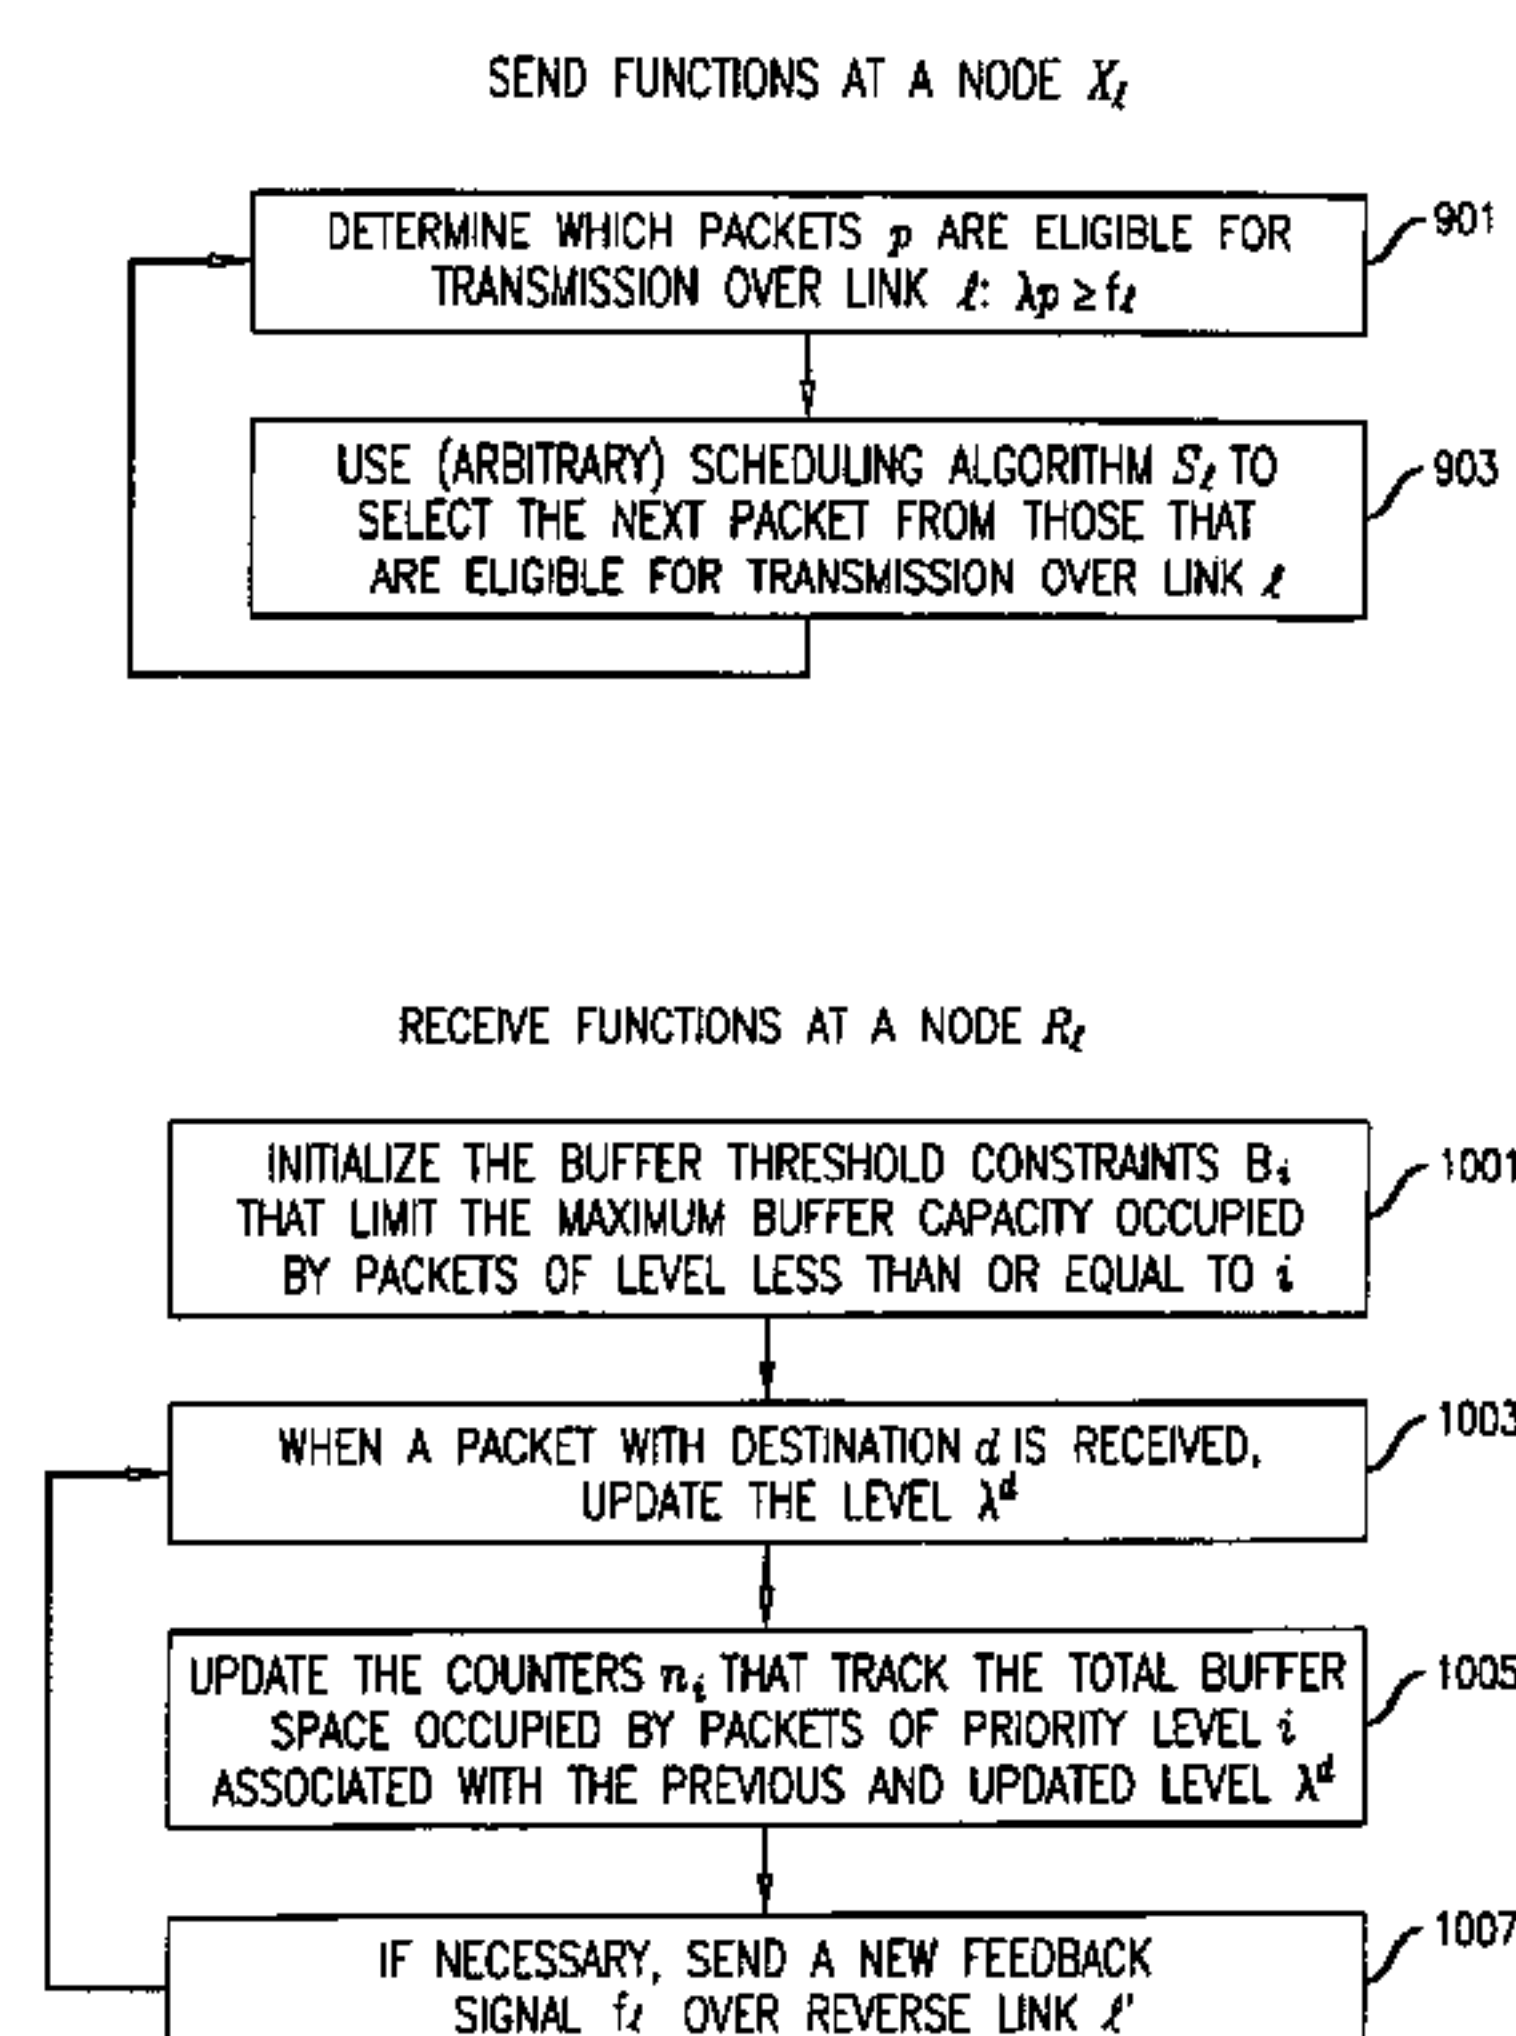 SEND FUNCTIONS AT A NODE Xℓ
DETERMINE WHICH PACKETS p ARE ELIGIBLE FOR
TRANSMISSION OVER LINK ℓ: λp ≥ fℓ
901
USE (ARBITRARY) SCHEDULING ALGORITHM Sℓ TO
SELECT THE NEXT PACKET FROM THOSE THAT
ARE ELIGIBLE FOR TRANSMISSION OVER LINK ℓ
903
RECEIVE FUNCTIONS AT A NODE Rℓ
INITIALIZE THE BUFFER THRESHOLD CONSTRAINTS Bi
THAT LIMIT THE MAXIMUM BUFFER CAPACITY OCCUPIED
BY PACKETS OF LEVEL LESS THAN OR EQUAL TO i
1001
WHEN A PACKET WITH DESTINATION d IS RECEIVED,
UPDATE THE LEVEL λᵈ
1003
UPDATE THE COUNTERS nᵢ THAT TRACK THE TOTAL BUFFER
SPACE OCCUPIED BY PACKETS OF PRIORITY LEVEL i
ASSOCIATED WITH THE PREVIOUS AND UPDATED LEVEL λᵈ
1005
IF NECESSARY, SEND A NEW FEEDBACK
SIGNAL fℓ OVER REVERSE LINK ℓ'
1007